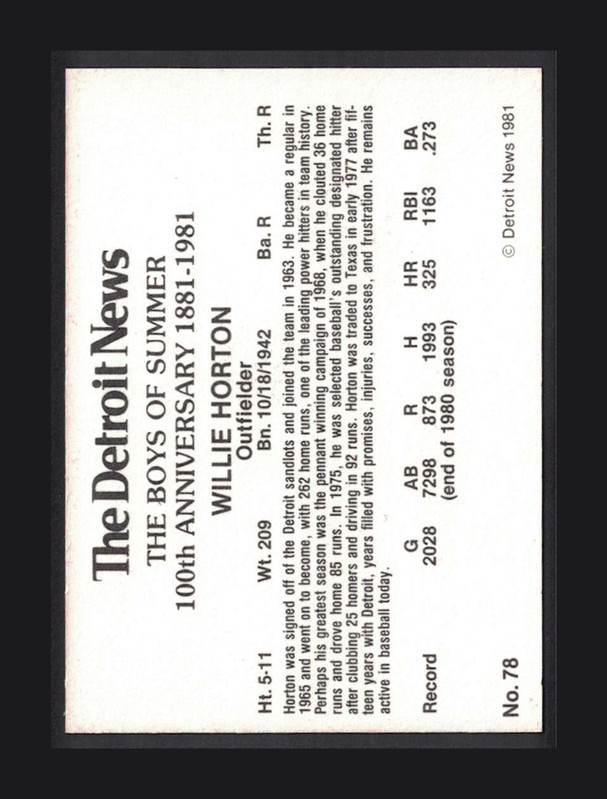 The Detroit News
THE BOYS OF SUMMER
100th ANNIVERSARY 1881-1981
WILLIE HORTON
Outfielder
Ht. 5-11 Wt. 209 Bn. 10/18/1942 Ba. R Th. R
Horton was signed off of the Detroit sandlots and joined the team in 1963. He became a regular in
1965 and went on to become, with 262 home runs, one of the leading power hitters in team history.
Perhaps his greatest season was the pennant winning campaign of 1968, when he clouted 36 home
runs and drove home 85 runs. In 1975, he was selected baseball's outstanding designated hitter
after clubbing 25 homers and driving in 92 runs. Horton was traded to Texas in early 1977 after fif-
teen years with Detroit, years filled with promises, injuries, successes, and frustration. He remains
active in baseball today.
G AB R H HR RBI BA
Record 2028 7298 873 1993 325 1163 .273
(end of 1980 season)
No. 78 © Detroit News 1981